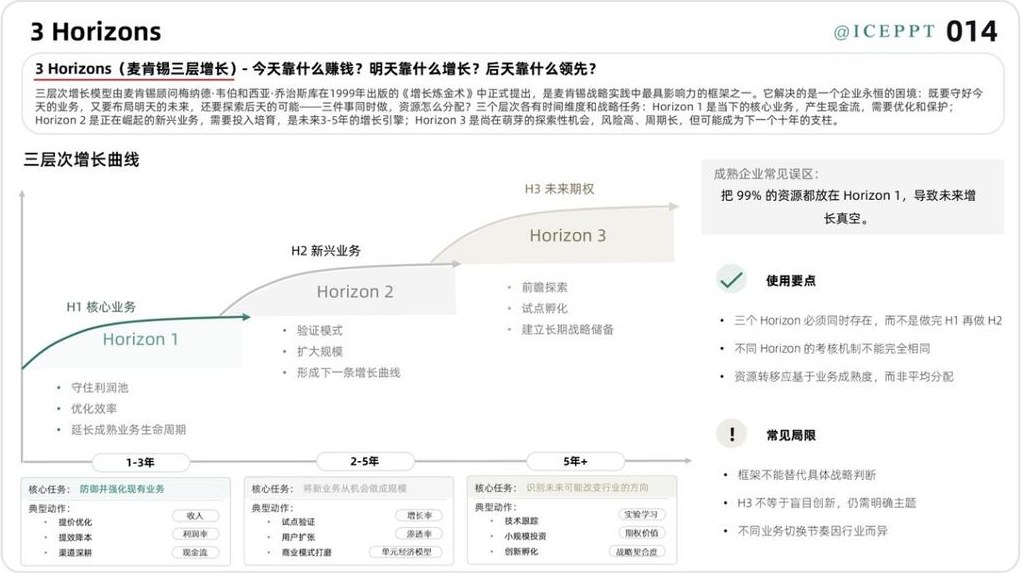 3 Horizons
@ICEPPT 014
3 Horizons（麦肯锡三层增长）- 今天靠什么赚钱？明天靠什么增长？后天靠什么领先？
三层次增长模型由麦肯锡顾问梅纳德·韦伯和西亚·乔治斯库在1999年出版的《增长炼金术》中正式提出，是麦肯锡战略实践中最具影响力的框架之一。它解决的是一个企业永恒的困境：既要守好今
天的业务，又要布局明天的未来，还要探索后天的可能——三件事同时做，资源怎么分配？三个层次各有时间维度和战略任务：Horizon 1 是当下的核心业务，产生现金流，需要优化和保护；
Horizon 2 是正在崛起的新兴业务，需要投入培育，是未来3-5年的增长引擎；Horizon 3 是尚在萌芽的探索性机会，风险高、周期长，但可能成为下一个十年的支柱。
三层次增长曲线
H1 核心业务
Horizon 1
• 守住利润池
• 优化效率
• 延长成熟业务生命周期
H2 新兴业务
Horizon 2
• 验证模式
• 扩大规模
• 形成下一条增长曲线
H3 未来期权
Horizon 3
• 前瞻探索
• 试点孵化
• 建立长期战略储备
1-3年
2-5年
5年+
核心任务： 防御并强化现有业务
典型动作：
• 提价优化
• 提效降本
• 渠道深耕
收入
利润率
现金流
核心任务： 将新业务从机会做成规模
典型动作：
• 试点验证
• 用户扩张
• 商业模式打磨
增长率
渗透率
单元经济模型
核心任务： 识别未来可能改变行业的方向
典型动作：
• 技术跟踪
• 小规模投资
• 创新孵化
实验学习
期权价值
战略契合度
成熟企业常见误区：
把 99% 的资源都放在 Horizon 1，导致未来增
长真空。
使用要点
• 三个 Horizon 必须同时存在，而不是做完 H1 再做 H2
• 不同 Horizon 的考核机制不能完全相同
• 资源转移应基于业务成熟度，而非平均分配
!
常见局限
• 框架不能替代具体战略判断
• H3 不等于盲目创新，仍需明确主题
• 不同业务切换节奏因行业而异